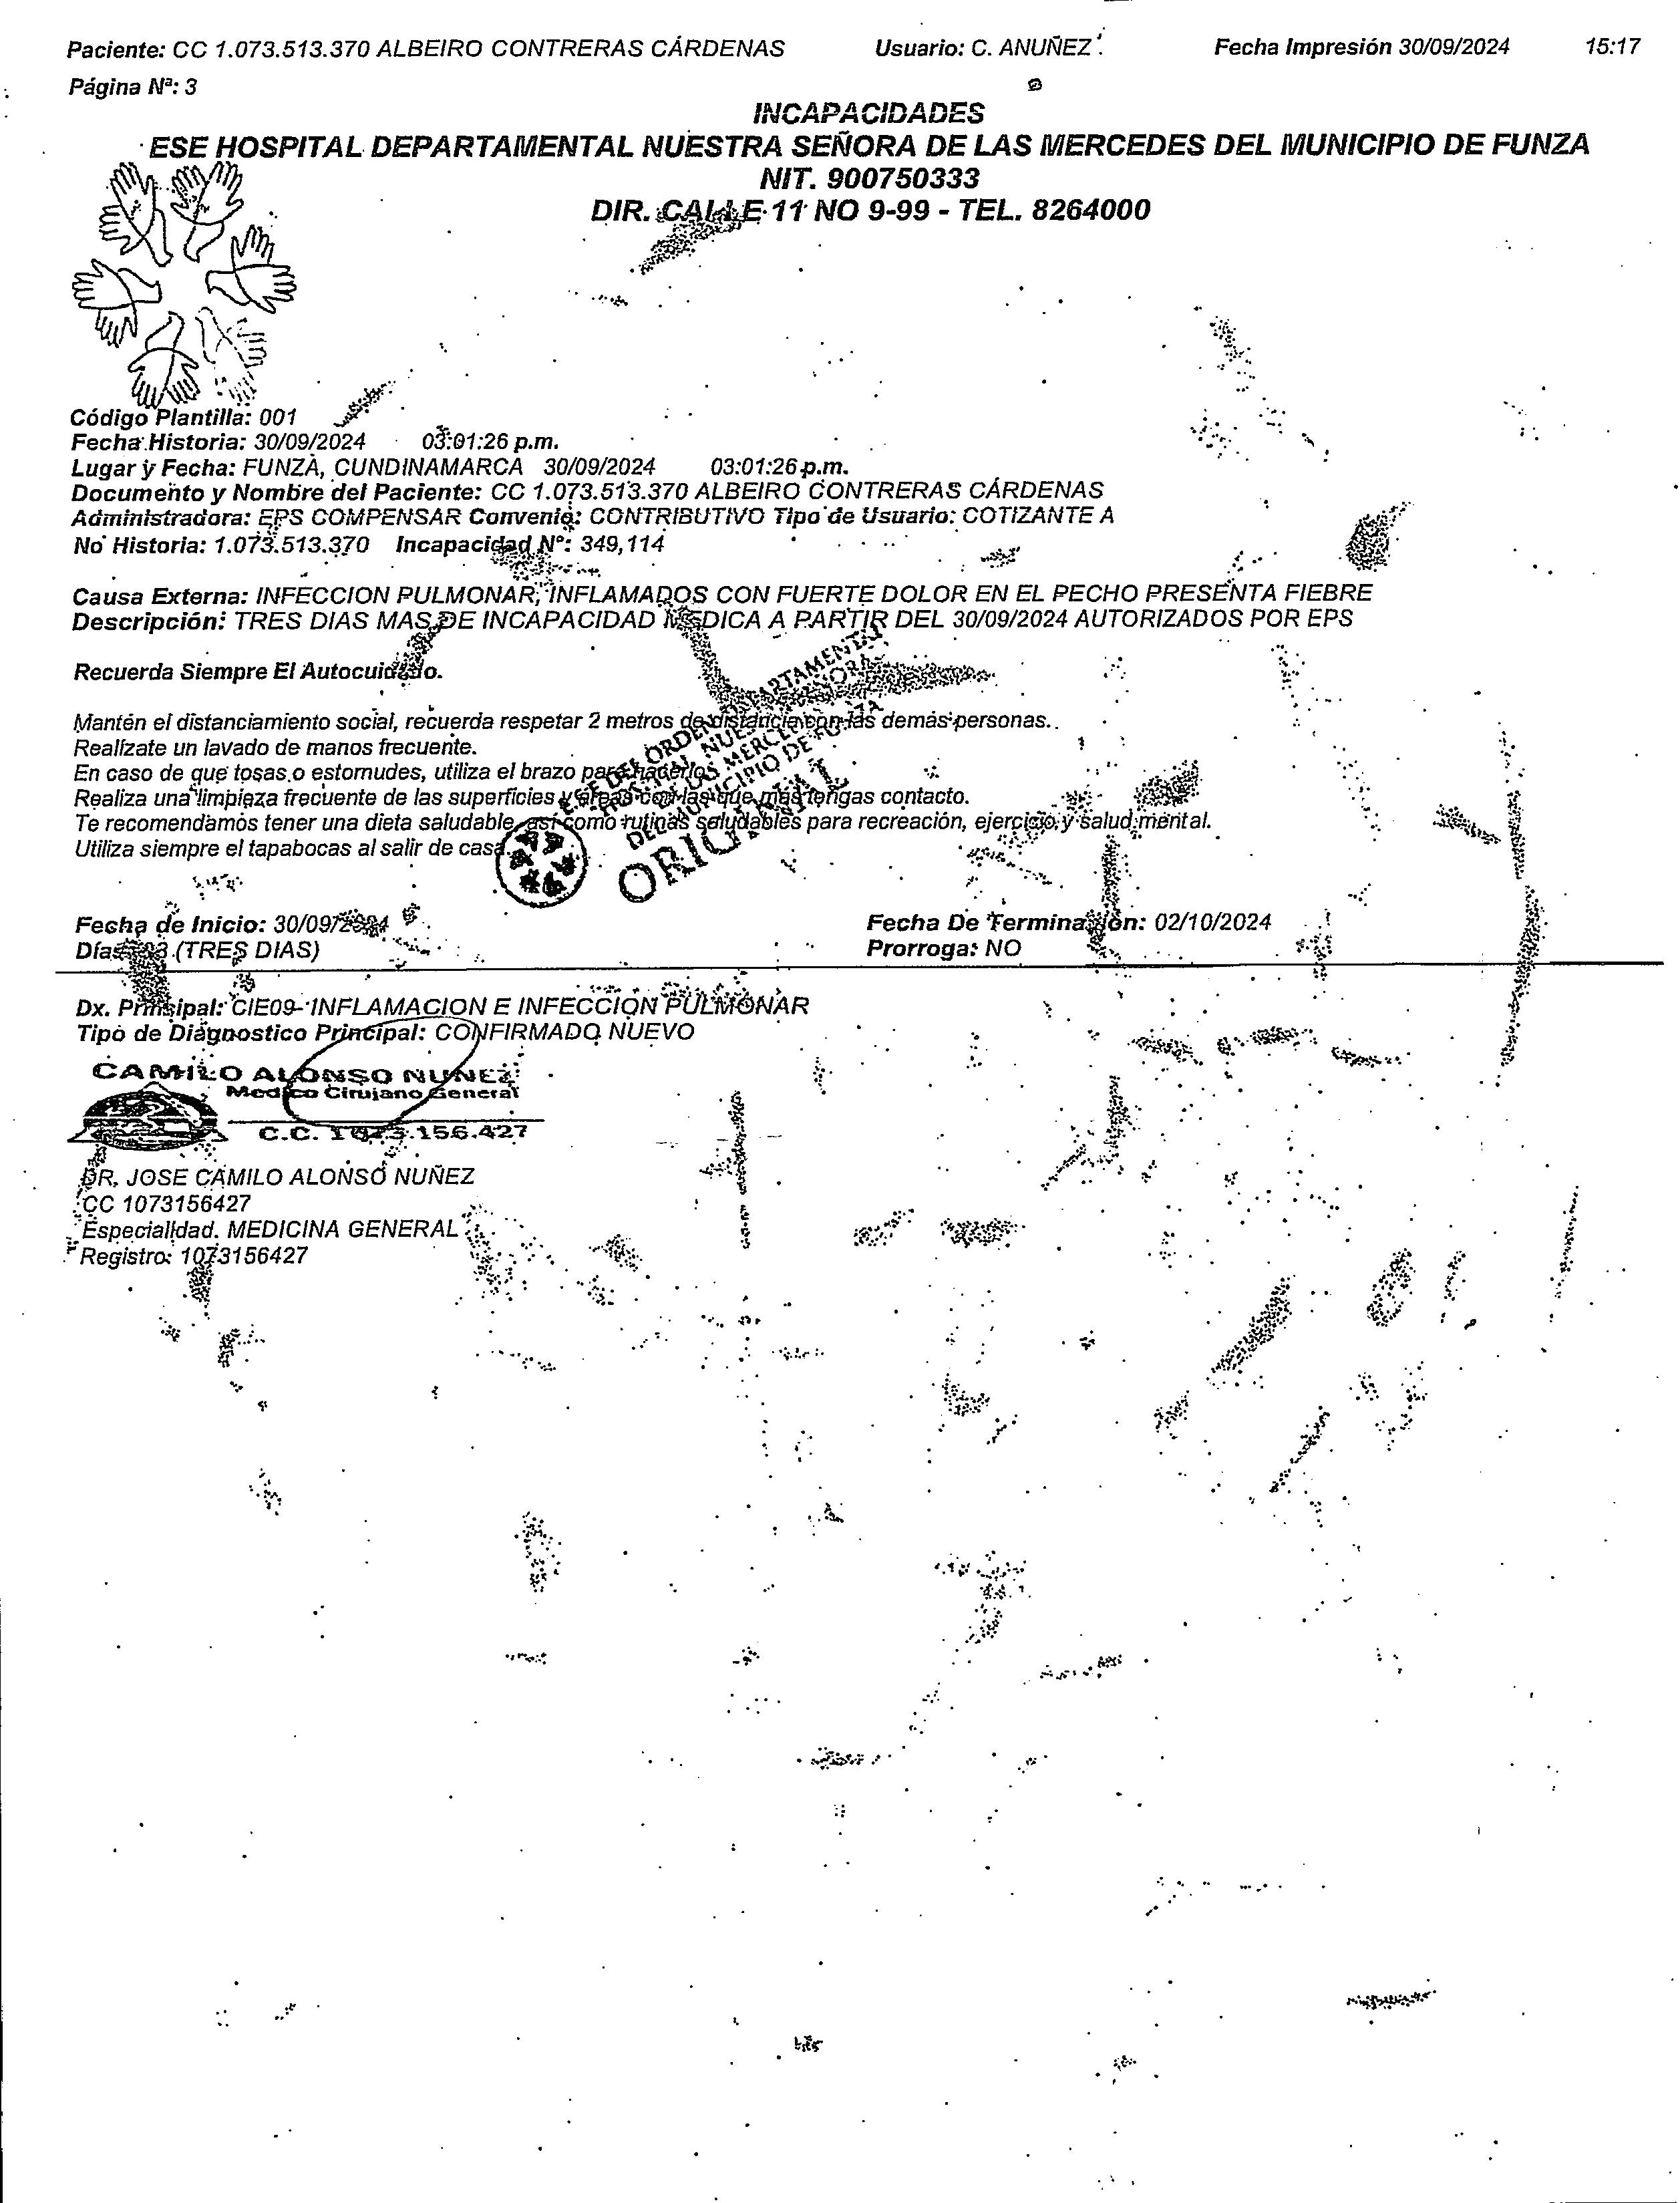 Paciente: CC 1.073.513.370 ALBEIRO CONTRERAS CÁRDENAS Usuario: C. ANUÑEZ Fecha Impresión 30/09/2024 15:17
Página Nª: 3
INCAPACIDADES
ESE HOSPITAL DEPARTAMENTAL NUESTRA SEÑORA DE LAS MERCEDES DEL MUNICIPIO DE FUNZA
NIT. 900750333
DIR. CALLE 11 NO 9-99 - TEL. 8264000
Código Plantilla: 001
Fecha Historia: 30/09/2024 03:01:26 p.m.
Lugar y Fecha: FUNZA, CUNDINAMARCA 30/09/2024 03:01:26 p.m.
Documento y Nombre del Paciente: CC 1.073.513.370 ALBEIRO CONTRERAS CÁRDENAS
Administradora: EPS COMPENSAR Convenio: CONTRIBUTIVO Tipo de Usuario: COTIZANTE A
No Historia: 1.073.513.370 Incapacidad N°: 349,114
Causa Externa: INFECCION PULMONAR, INFLAMADOS CON FUERTE DOLOR EN EL PECHO PRESENTA FIEBRE
Descripción: TRES DIAS MAS DE INCAPACIDAD MEDICA A PARTIR DEL 30/09/2024 AUTORIZADOS POR EPS
Recuerda Siempre El Autocuidado.
Mantén el distanciamiento social, recuerda respetar 2 metros de distancia con las demás personas.
Realízate un lavado de manos frecuente.
En caso de que tosas o estornudes, utiliza el brazo para hacerlo.
Realiza una limpieza frecuente de las superficies y áreas con las que más tengas contacto.
Te recomendamos tener una dieta saludable, así como rutinas saludables para recreación, ejercicio y salud mental.
Utiliza siempre el tapabocas al salir de casa
E.S.E DEL ORDEN DEPARTAMENTAL
HOSPITAL NUESTRA SEÑORA
DE LAS MERCEDES
DEL MUNICIPIO DE FUNZA
ORIGINAL
Fecha de Inicio: 30/09/2024 Fecha De Terminación: 02/10/2024
Días: 03 (TRES DIAS) Prorroga: NO
Dx. Principal: CIE09- INFLAMACION E INFECCION PULMONAR
Tipo de Diagnostico Principal: CONFIRMADO NUEVO
CAMILO ALONSO NUÑEZ
Medico Cirujano General
C.C. 1073.156.427
DR. JOSE CAMILO ALONSO NUÑEZ
CC 1073156427
Especialidad. MEDICINA GENERAL
Registro: 1073156427